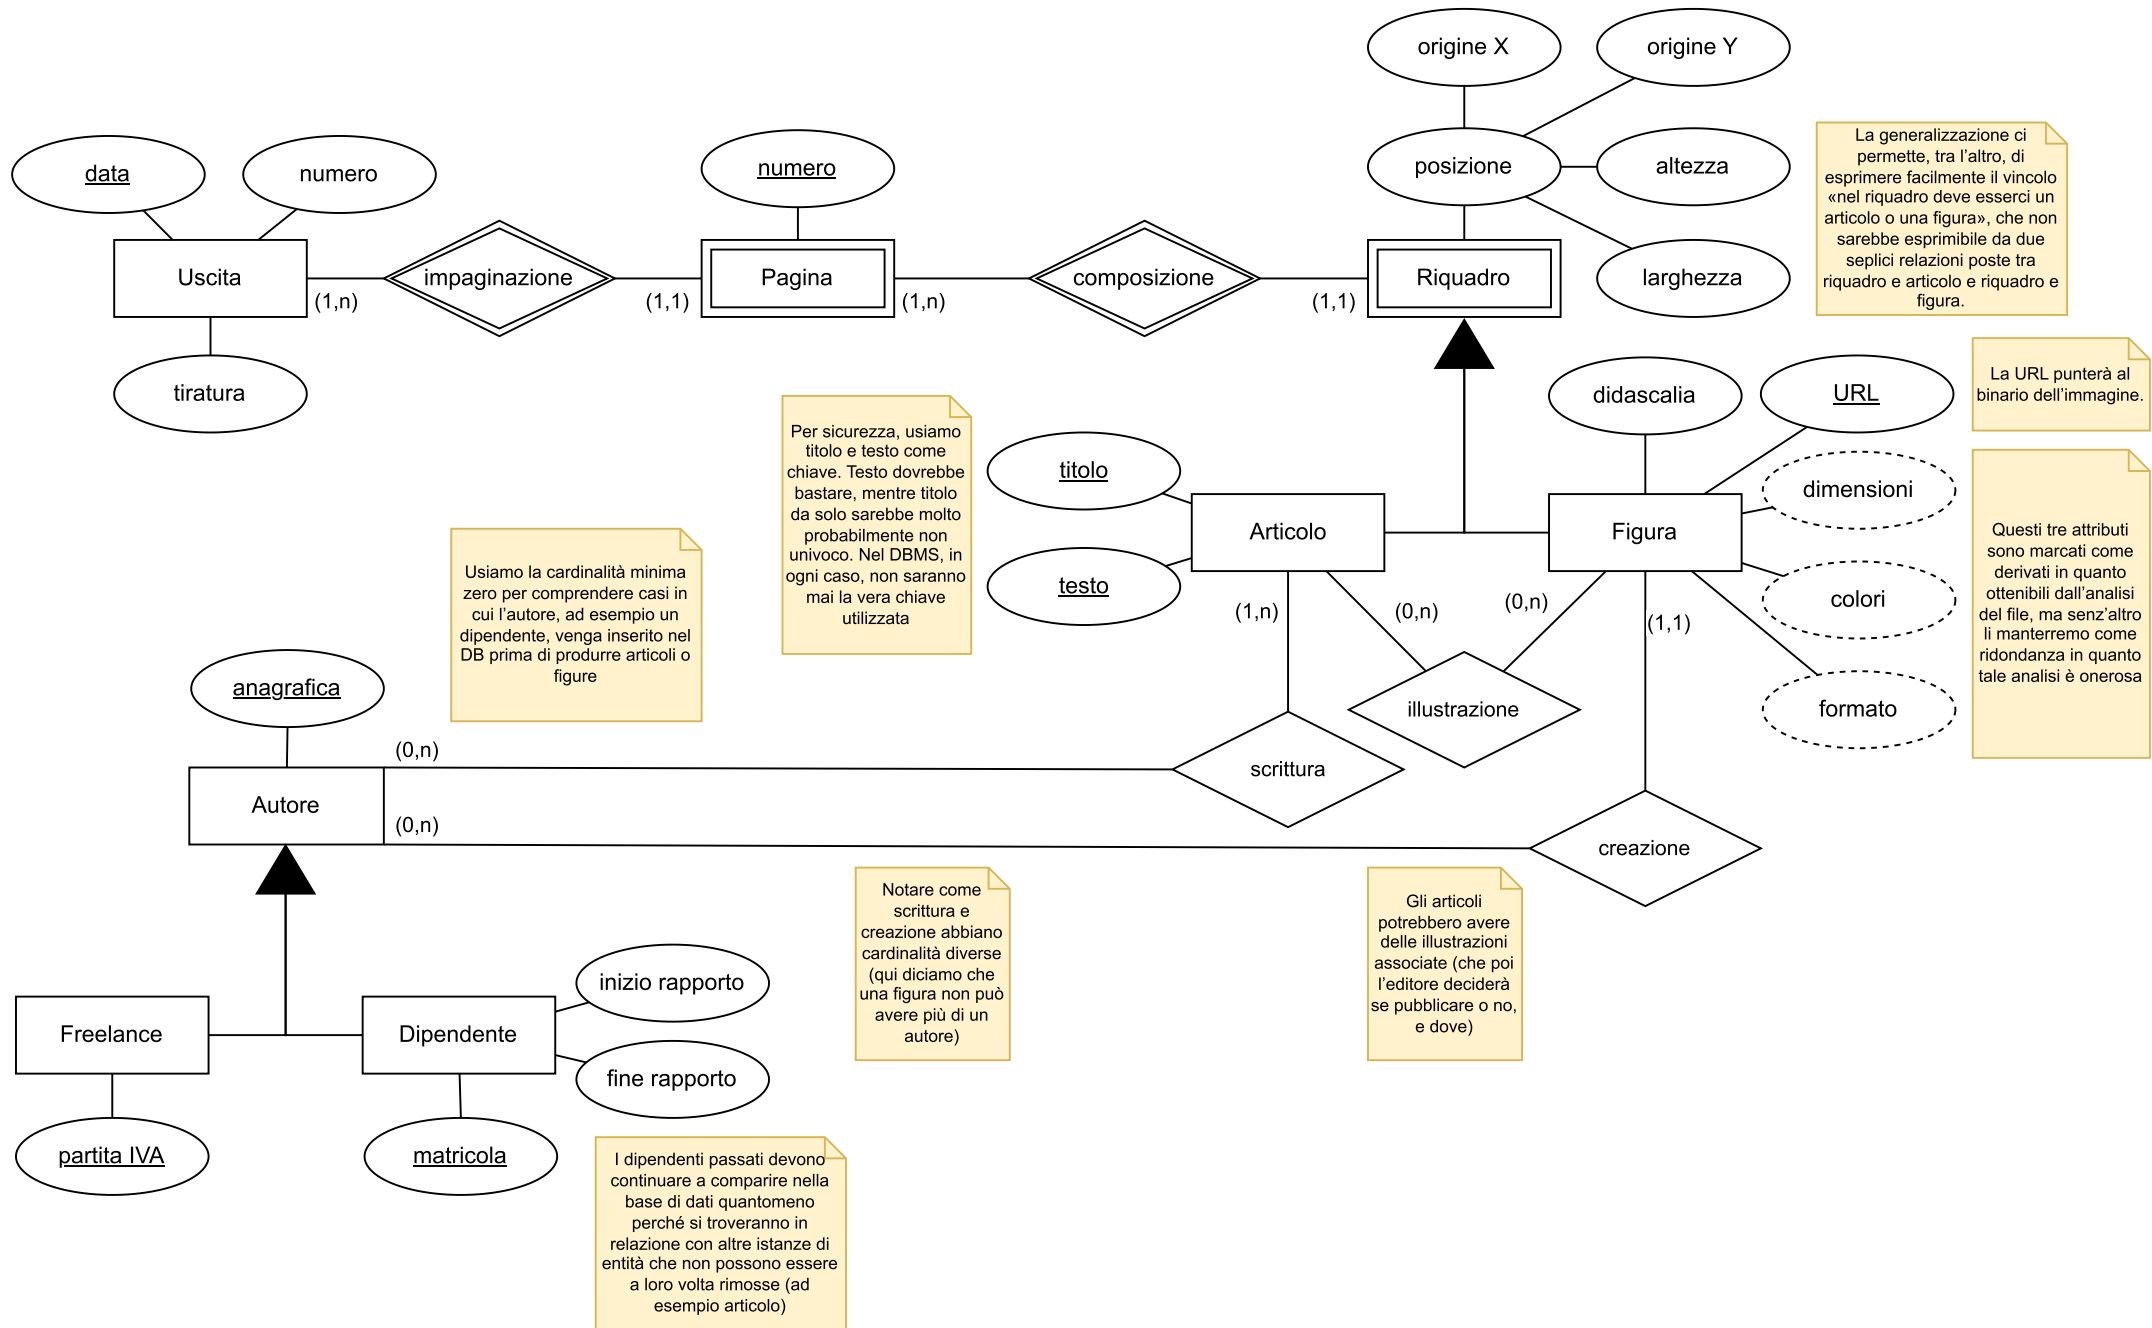 origine X
origine Y
data
numero
numero
posizione
altezza
La generalizzazione ci
permette, tra l'altro, di
esprimere facilmente il vincolo
«nel riquadro deve esserci un
articolo o una figura», che non
sarebbe esprimibile da due
seplici relazioni poste tra
riquadro e articolo e riquadro e
figura.
Uscita
(1,n)
impaginazione
(1,1)
Pagina
(1,n)
composizione
(1,1)
Riquadro
larghezza
tiratura
didascalia
URL
La URL punterà al
binario dell'immagine.
Per sicurezza, usiamo
titolo e testo come
chiave. Testo dovrebbe
bastare, mentre titolo
da solo sarebbe molto
probabilmente non
univoco. Nel DBMS, in
ogni caso, non saranno
mai la vera chiave
utilizzata
titolo
testo
Articolo
Figura
dimensioni
colori
formato
Questi tre attributi
sono marcati come
derivati in quanto
ottenibili dall'analisi
del file, ma senz'altro
li manterremo come
ridondanza in quanto
tale analisi è onerosa
Usiamo la cardinalità minima
zero per comprendere casi in
cui l'autore, ad esempio un
dipendente, venga inserito nel
DB prima di produrre articoli o
figure
(1,n)
(0,n)
(0,n)
(1,1)
anagrafica
illustrazione
(0,n)
scrittura
Autore
(0,n)
creazione
Notare come
scrittura e
creazione abbiano
cardinalità diverse
(qui diciamo che
una figura non può
avere più di un
autore)
Gli articoli
potrebbero avere
delle illustrazioni
associate (che poi
l'editore deciderà
se pubblicare o no,
e dove)
inizio rapporto
Freelance
Dipendente
fine rapporto
partita IVA
matricola
I dipendenti passati devono
continuare a comparire nella
base di dati quantomeno
perché si troveranno in
relazione con altre istanze di
entità che non possono essere
a loro volta rimosse (ad
esempio articolo)